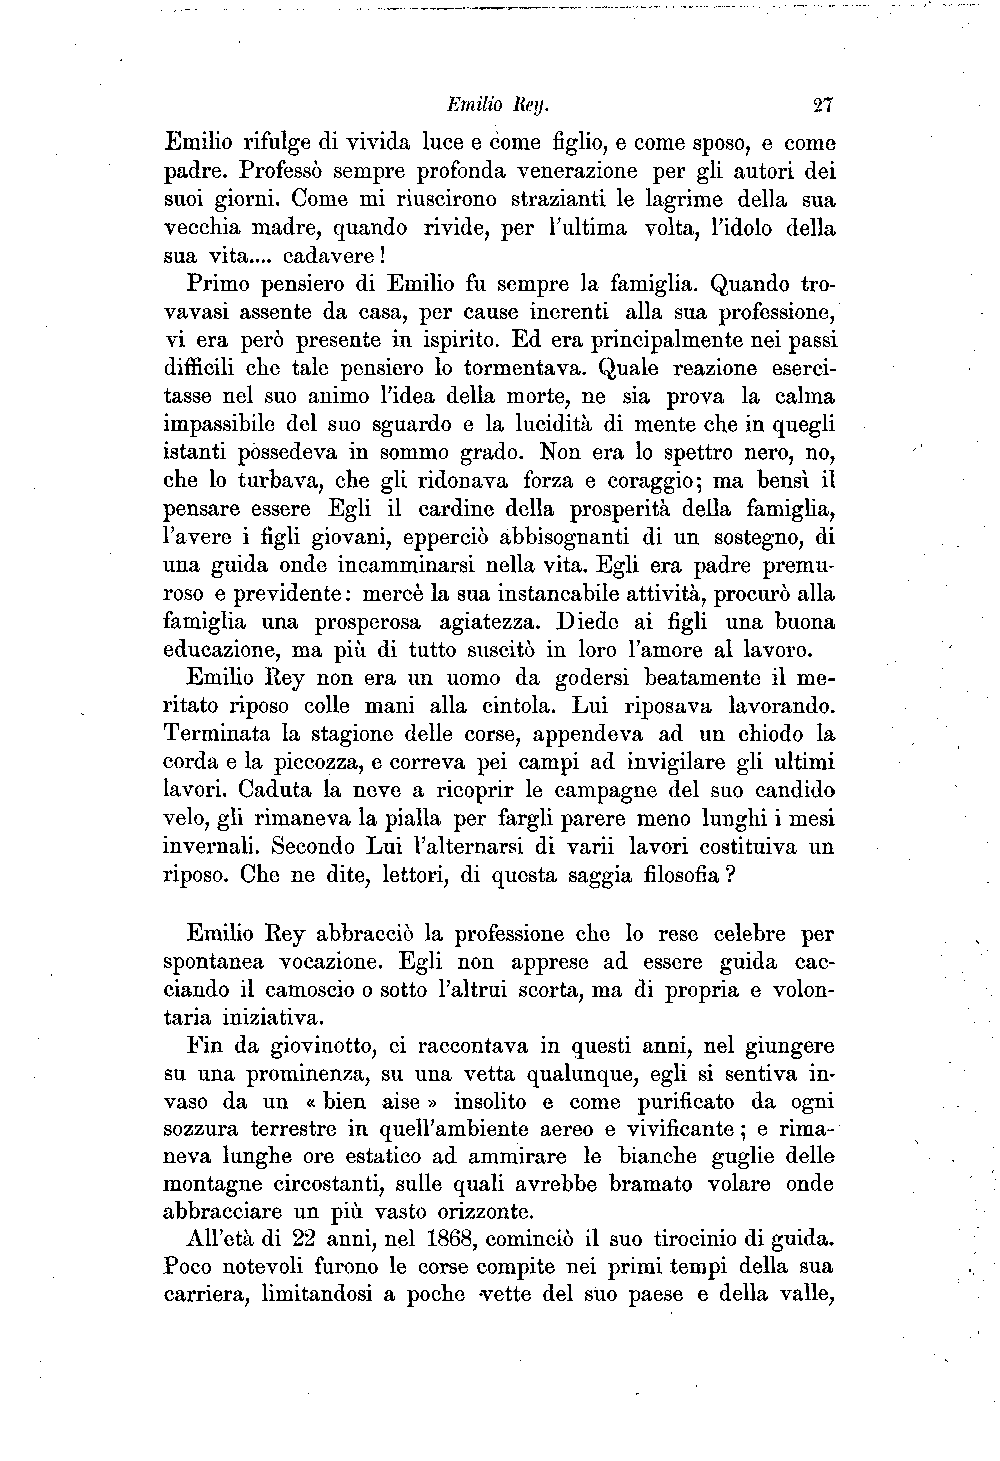 Emilio Rey. 27
Emilio rifulge di vivida luce e come figlio, e come sposo, e come
padre. Professò sempre profonda venerazione per gli autori dei
suoi giorni. Come mi riuscirono strazianti le lagrime della sua
vecchia madre, quando rivide, per l'ultima volta, l'idolo della
sua vita.... cadavere!
Primo pensiero di Emilio fu sempre la famiglia. Quando tro-
vavasi assente da casa, per cause inerenti alla sua professione,
vi era però presente in ispirito. Ed era principalmente nei passi
difficili che tale pensiero lo tormentava. Quale reazione eserci-
tasse nel suo animo l'idea della morte, ne sia prova la calma
impassibile del suo sguardo e la lucidità di mente che in quegli
istanti possedeva in sommo grado. Non era lo spettro nero, no,
che lo turbava, che gli ridonava forza e coraggio; ma bensì il
pensare essere Egli il cardine della prosperità della famiglia,
l'avere i figli giovani, epperciò abbisognanti di un sostegno, di
una guida onde incamminarsi nella vita. Egli era padre premu-
roso e previdente: mercè la sua instancabile attività, procurò alla
famiglia una prosperosa agiatezza. Diede ai figli una buona
educazione, ma più di tutto suscitò in loro l'amore al lavoro.
Emilio Rey non era un uomo da godersi beatamente il me-
ritato riposo colle mani alla cintola. Lui riposava lavorando.
Terminata la stagione delle corse, appendeva ad un chiodo la
corda e la piccozza, e correva pei campi ad invigilare gli ultimi
lavori. Caduta la neve a ricoprir le campagne del suo candido
velo, gli rimaneva la pialla per fargli parere meno lunghi i mesi
invernali. Secondo Lui l'alternarsi di varii lavori costituiva un
riposo. Che ne dite, lettori, di questa saggia filosofia?
Emilio Rey abbracciò la professione che lo rese celebre per
spontanea vocazione. Egli non apprese ad essere guida cac-
ciando il camoscio o sotto l'altrui scorta, ma di propria e volon-
taria iniziativa.
Fin da giovinotto, ci raccontava in questi anni, nel giungere
su una prominenza, su una vetta qualunque, egli si sentiva in-
vaso da un « bien aise » insolito e come purificato da ogni
sozzura terrestre in quell'ambiente aereo e vivificante; e rima-
neva lunghe ore estatico ad ammirare le bianche guglie delle
montagne circostanti, sulle quali avrebbe bramato volare onde
abbracciare un più vasto orizzonte.
All'età di 22 anni, nel 1868, cominciò il suo tirocinio di guida.
Poco notevoli furono le corse compite nei primi tempi della sua
carriera, limitandosi a poche vette del suo paese e della valle,